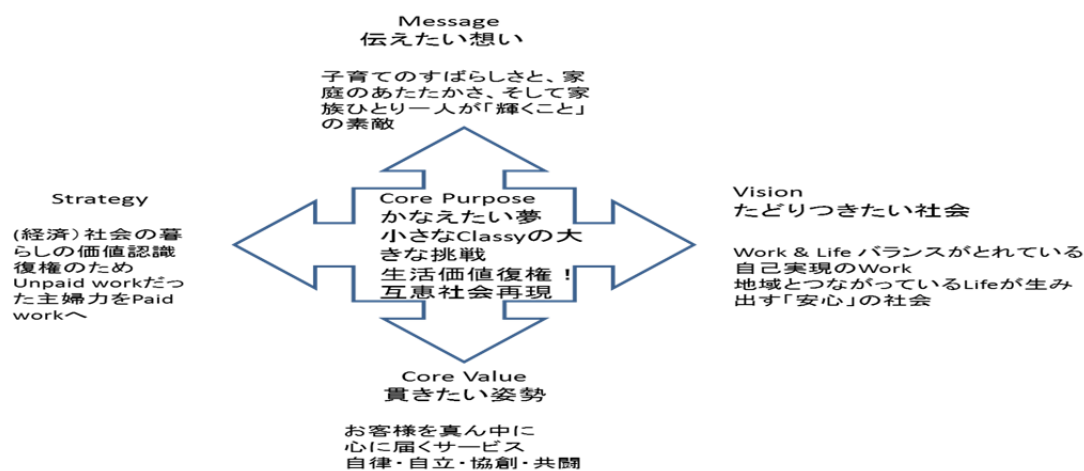 Message
伝えたい想い
子育てのすばらしさと、家
庭のあたたかさ、そして家
族ひとり一人が「輝くこと」
の素敵
Strategy
(経済)社会の暮
らしの価値認識
復権のため
Unpaid workだっ
た主婦力をPaid
workへ
Core Purpose
かなえたい夢
小さなClassyの大
きな挑戦
生活価値復権！
互恵社会再現
Vision
たどりつきたい社会
Work & Life バランスがとれている
自己実現のWork
地域とつながっているLifeが生み
出す「安心」の社会
Core Value
貫きたい姿勢
お客様を真ん中に
心に届くサービス
自律・自立・協創・共闘